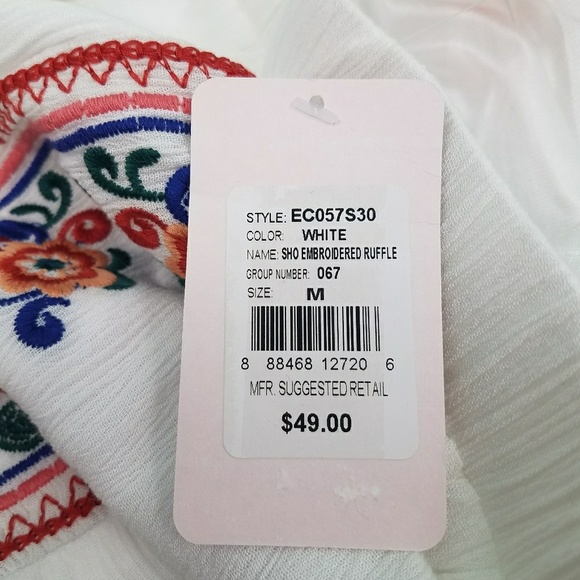 STYLE: EC057S30
COLOR: WHITE
NAME: SHO EMBROIDERED RUFFLE
GROUP NUMBER: 067
SIZE: M
8 88468 12720 6
MFR. SUGGESTED RETAIL
$49.00